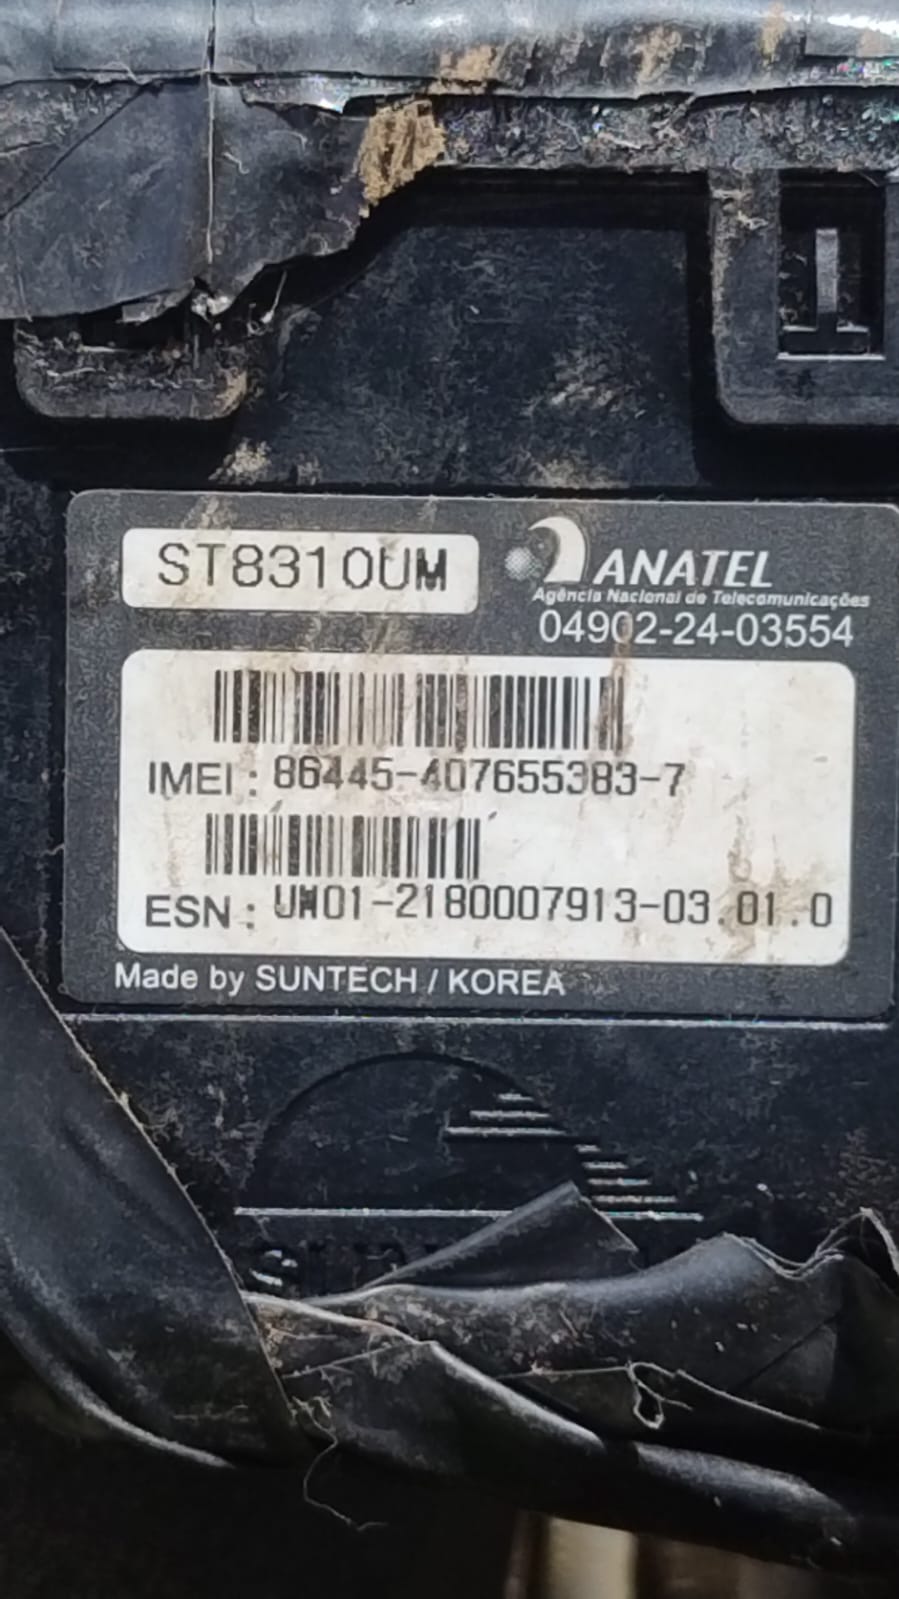 ST8310UM
ANATEL
Agência Nacional de Telecomunicações
04902-24-03554
IMEI : 86445-407655383-7
ESN : UM01-2180007913-03.01.0
Made by SUNTECH / KOREA